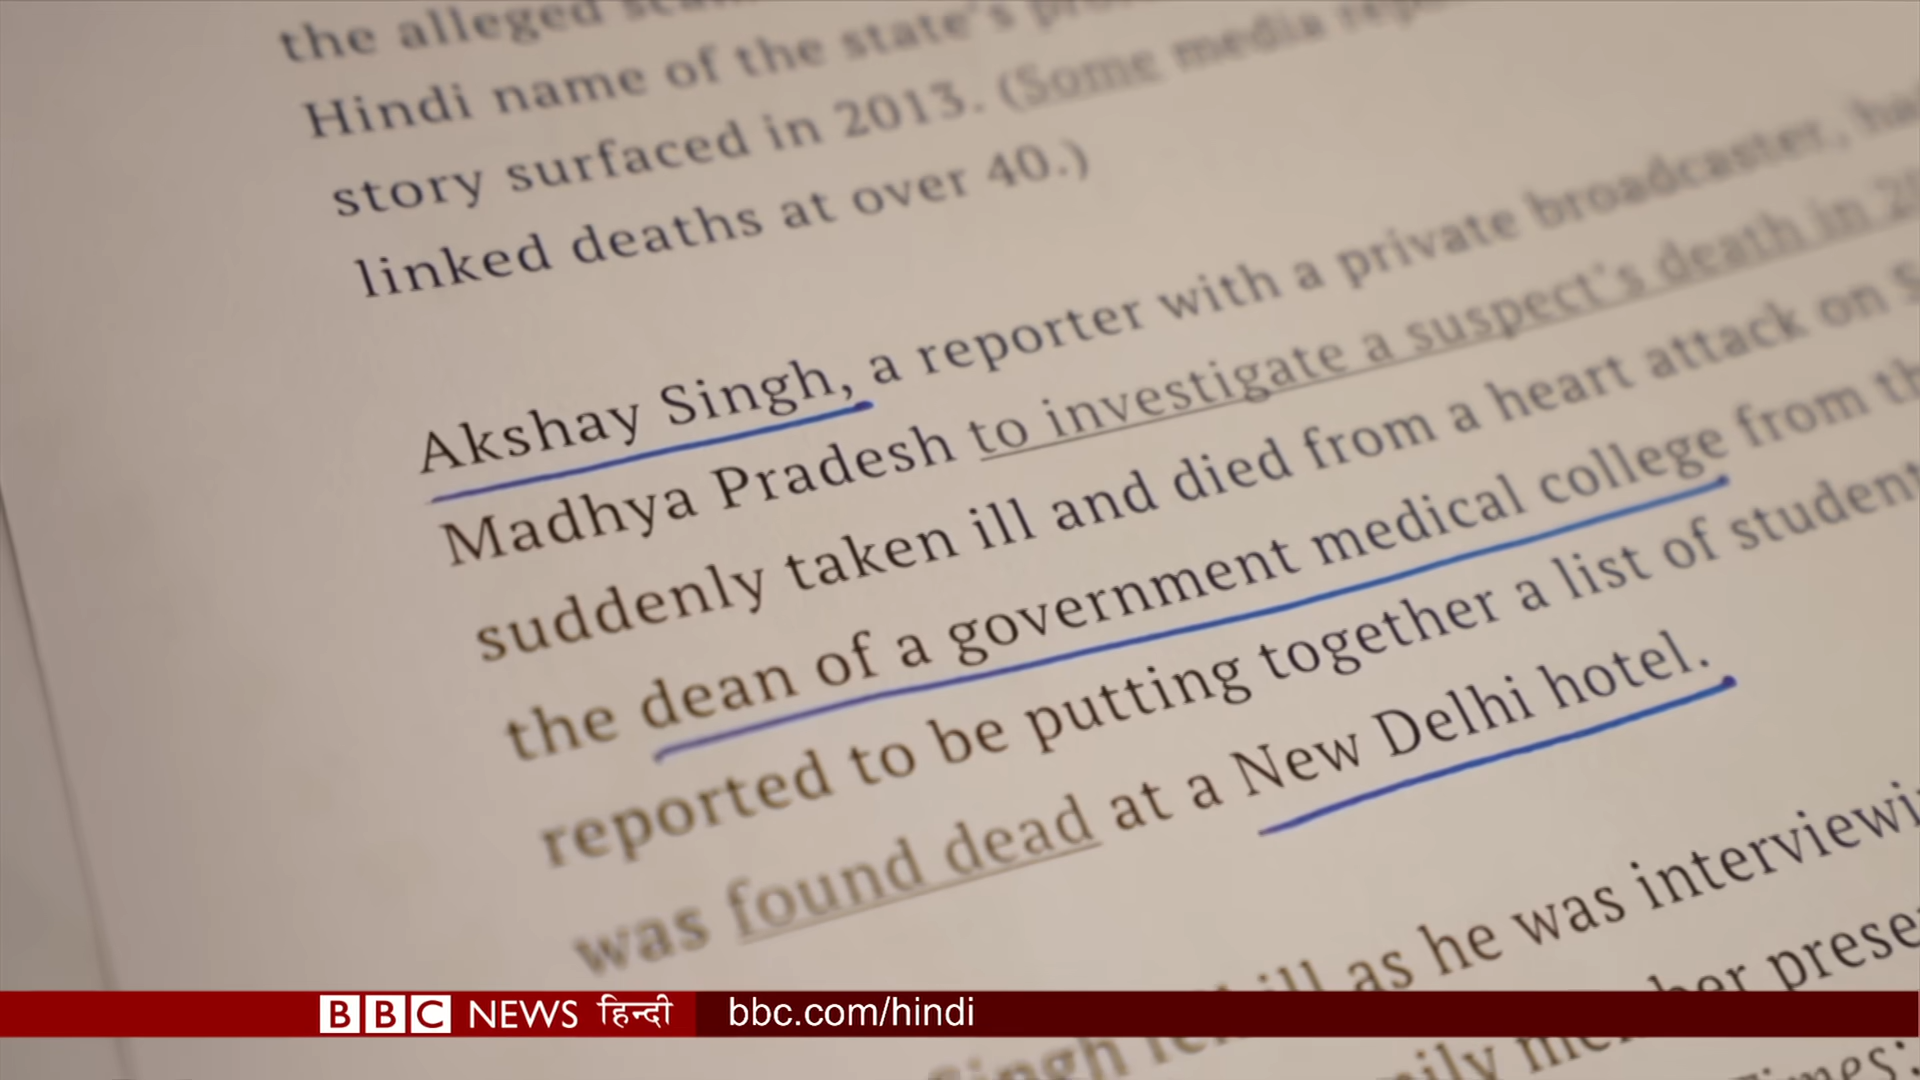 the alleged
Hindi name of the state's
story surfaced in 2013. (Some media
linked deaths at over 40.)
Akshay Singh, a reporter with a private broadcaster,
Madhya Pradesh to investigate a suspect's death in
suddenly taken ill and died from a heart attack on
the dean of a government medical college from
reported to be putting together a list of
was found dead at a New Delhi hotel.
ill as he was
Singh
BBC NEWS हिन्दी bbc.com/hindi